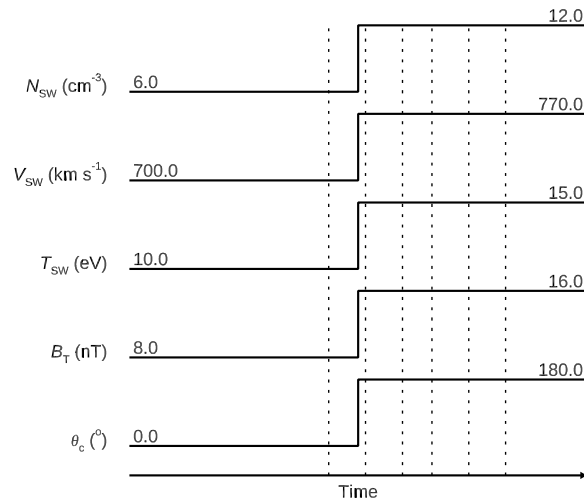 12.0
N_SW (cm^-3) 6.0
770.0
V_SW (km s^-1) 700.0
15.0
T_SW (eV) 10.0
16.0
B_T (nT) 8.0
180.0
θ_c (^o) 0.0
Time